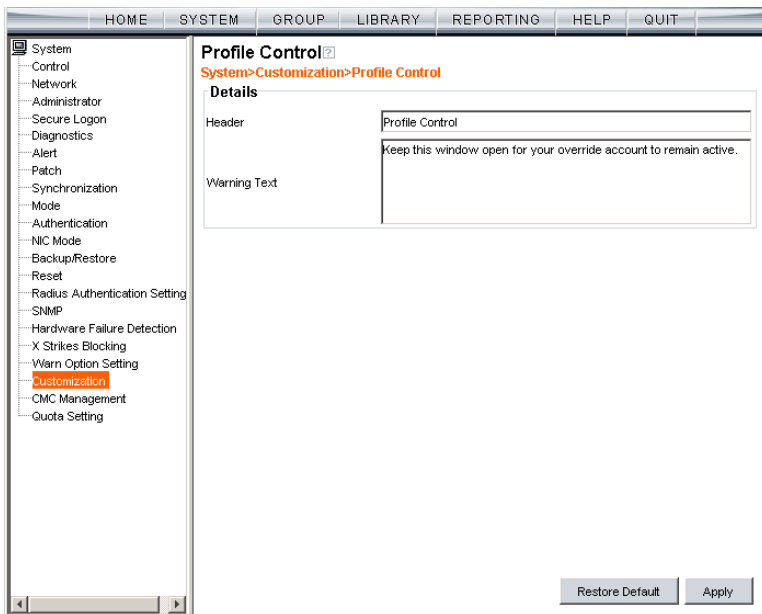 HOME SYSTEM GROUP LIBRARY REPORTING HELP QUIT
System
Control
Network
Administrator
Secure Logon
Diagnostics
Alert
Patch
Synchronization
Mode
Authentication
NIC Mode
Backup/Restore
Reset
Radius Authentication Setting
SNMP
Hardware Failure Detection
X Strikes Blocking
Warn Option Setting
Customization
CMC Management
Quota Setting
Profile Control ?
System>Customization>Profile Control
Details
Header Profile Control
Warning Text Keep this window open for your override account to remain active.
Restore Default Apply